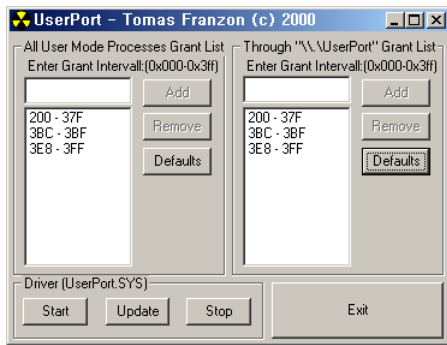 UserPort - Tomas Franzon (c) 2000
All User Mode Processes Grant List
Enter Grant Intervall:(0x000-0x3ff)
Add
200 - 37F
3BC - 3BF
3E8 - 3FF
Remove
Defaults
Through "\\.\UserPort" Grant List
Enter Grant Intervall:(0x000-0x3ff)
Add
200 - 37F
3BC - 3BF
3E8 - 3FF
Remove
Defaults
Driver (UserPort.SYS)
Start Update Stop
Exit